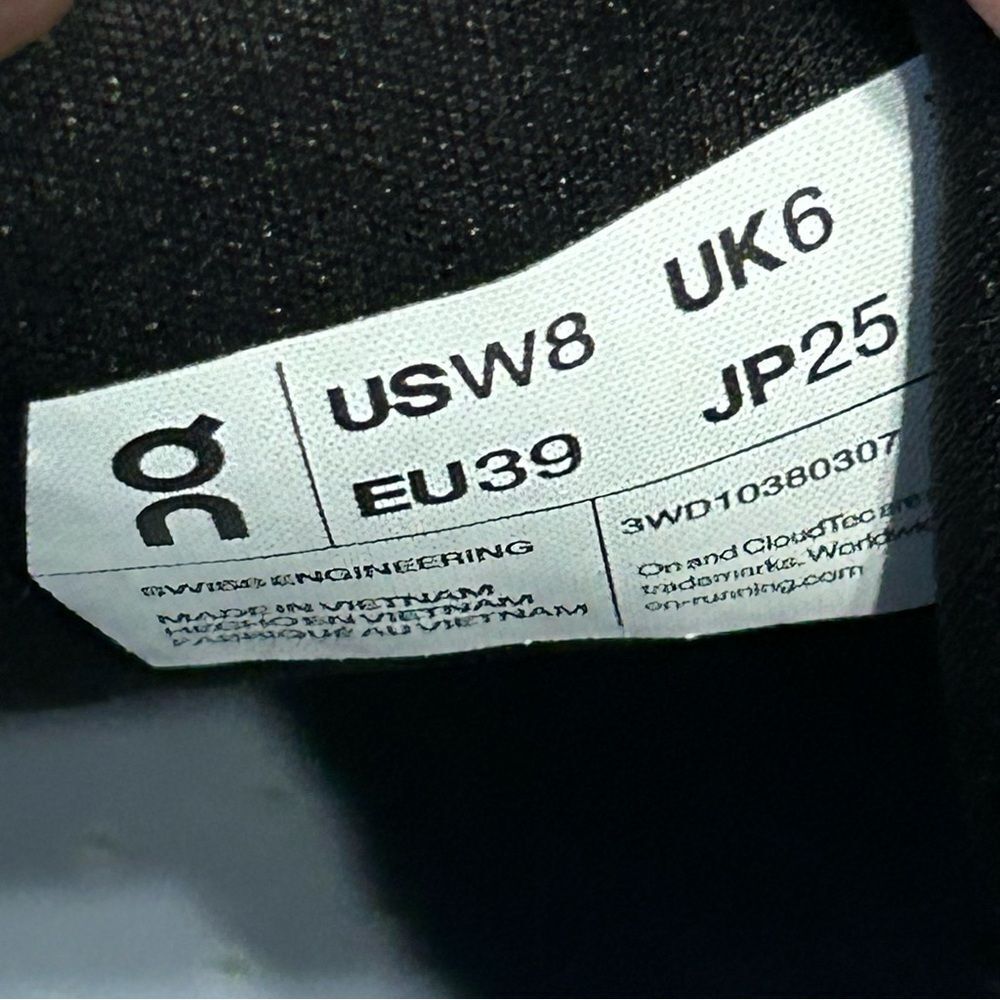 On
USW8 UK6
EU39 JP25
SWISS ENGINEERING
MADE IN VIETNAM
HECHO EN VIETNAM
FABRIQUÉ AU VIETNAM
3WD10380307
On and CloudTec are
trademarks. Worldwide
on-running.com